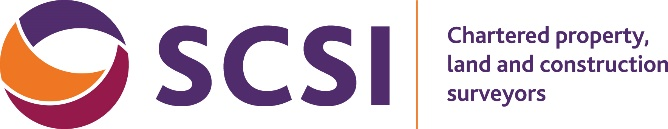 SCSI
Chartered property,
land and construction
surveyors